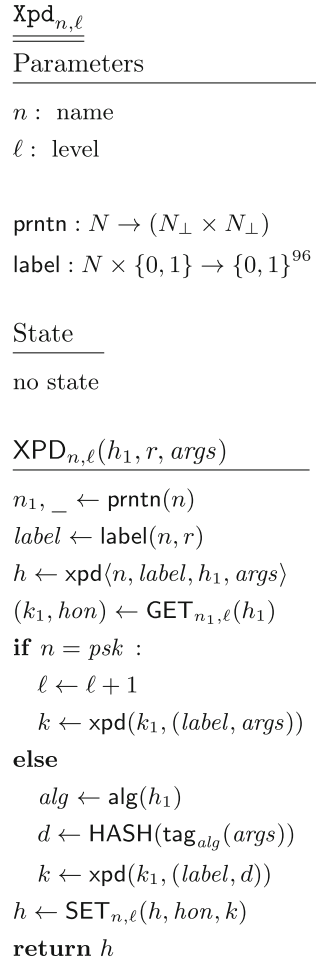 Xpd_{n,ℓ}
Parameters
n : name
ℓ : level
prntn : N → (N_⊥ × N_⊥)
label : N × {0, 1} → {0, 1}^{96}
State
no state
XPD_{n,ℓ}(h_1, r, args)
n_1, _ ← prntn(n)
label ← label(n, r)
h ← xpd⟨n, label, h_1, args⟩
(k_1, hon) ← GET_{n_1,ℓ}(h_1)
if n = psk :
ℓ ← ℓ + 1
k ← xpd(k_1, (label, args))
else
alg ← alg(h_1)
d ← HASH(tag_{alg}(args))
k ← xpd(k_1, (label, d))
h ← SET_{n,ℓ}(h, hon, k)
return h